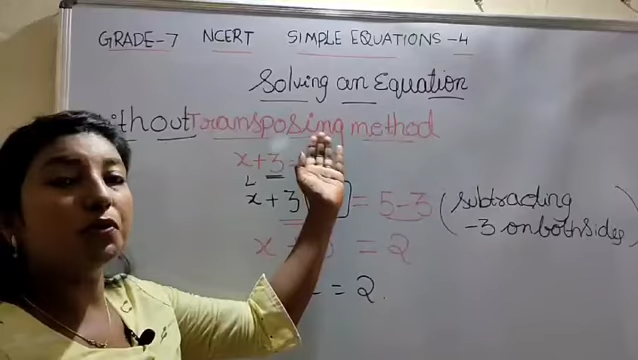 GRADE-7 NCERT SIMPLE EQUATIONS -4
Solving an Equation
thout Transposing method
x+3
x + 3 = 5-3 (subtracting
-3 on both sides)
x = 2
= 2.